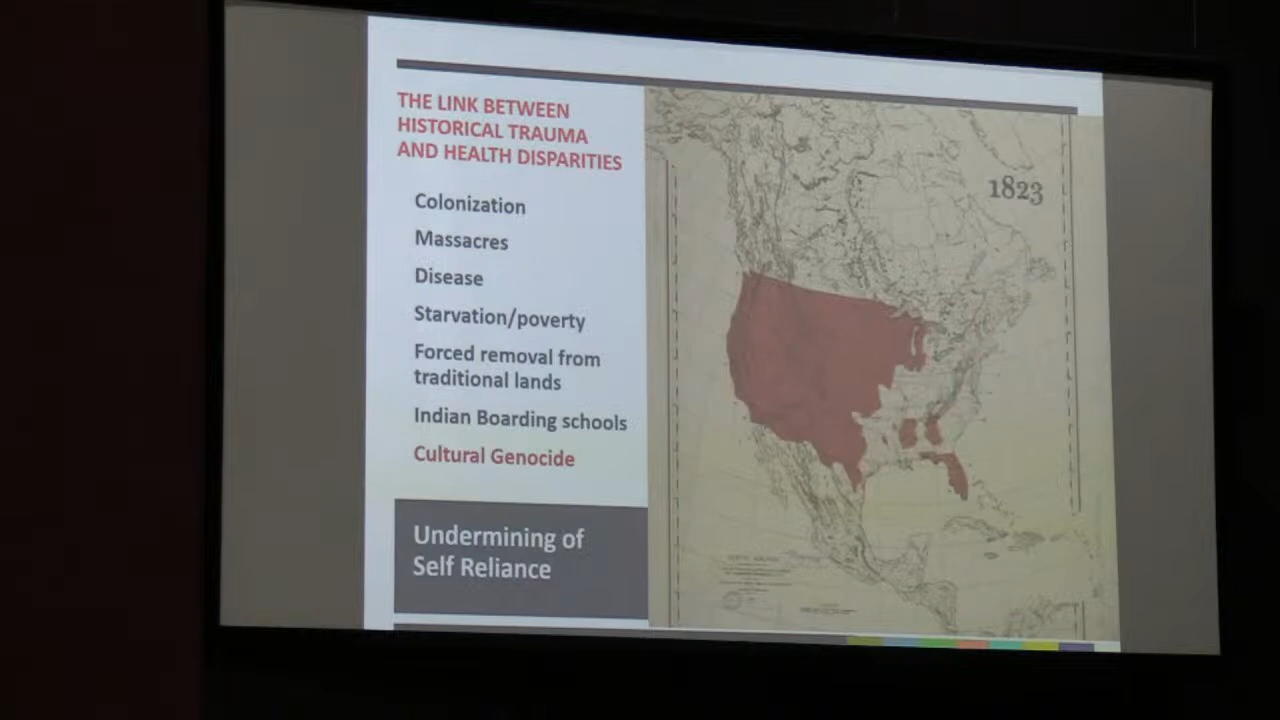 THE LINK BETWEEN
HISTORICAL TRAUMA
AND HEALTH DISPARITIES
Colonization
Massacres
Disease
Starvation/poverty
Forced removal from
traditional lands
Indian Boarding schools
Cultural Genocide
Undermining of
Self Reliance
1823